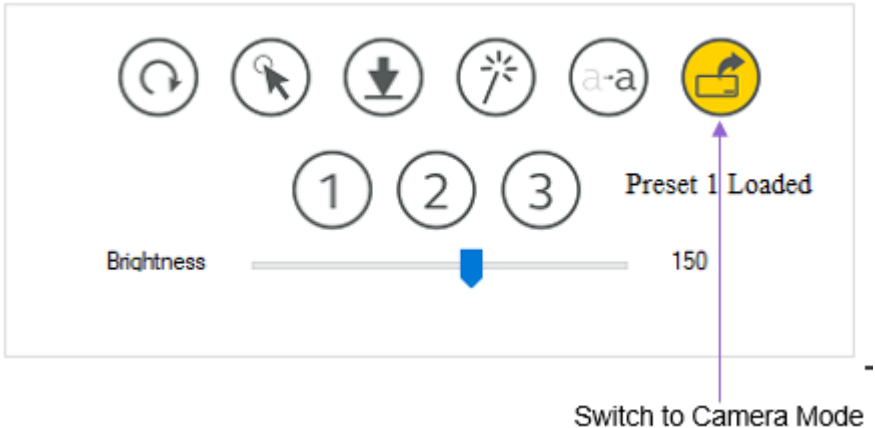 a→a
1 2 3 Preset 1 Loaded
Brightness 150
Switch to Camera Mode